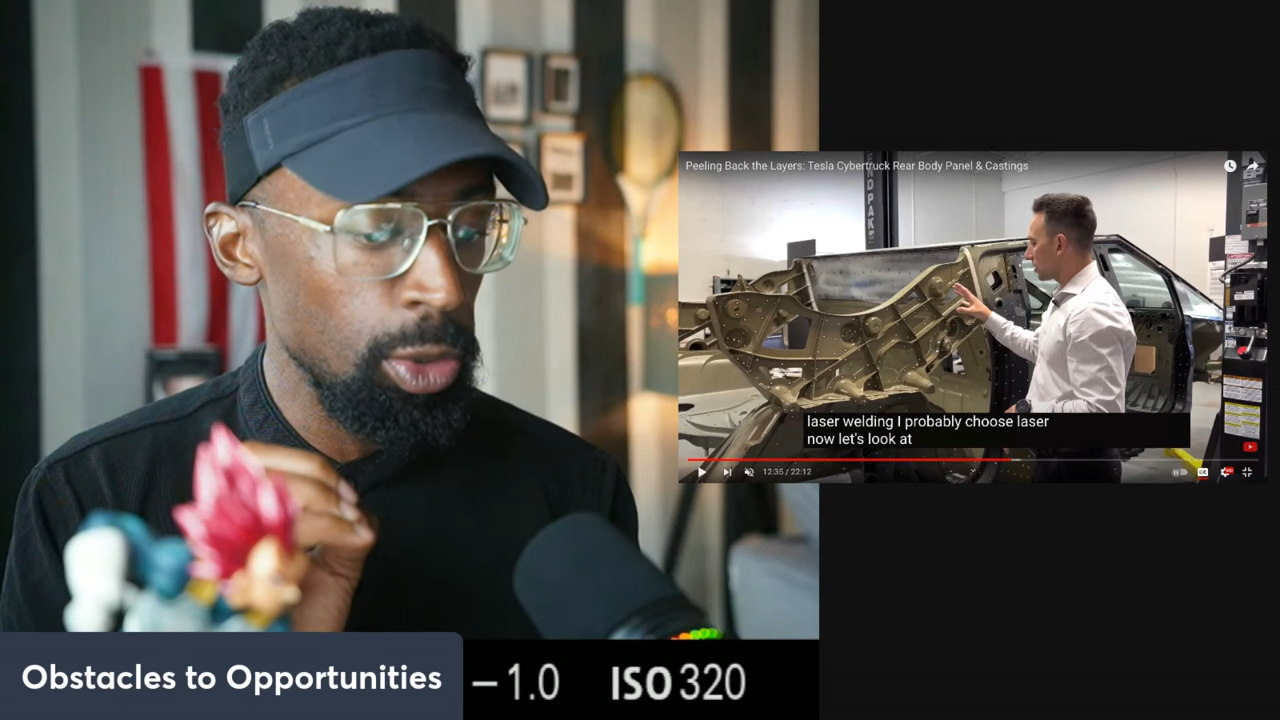 Peeling Back the Layers: Tesla Cybertruck Rear Body Panel & Castings
laser welding I probably choose laser
now let's look at
12:35 / 22:12
Obstacles to Opportunities
– 1.0 ISO 320